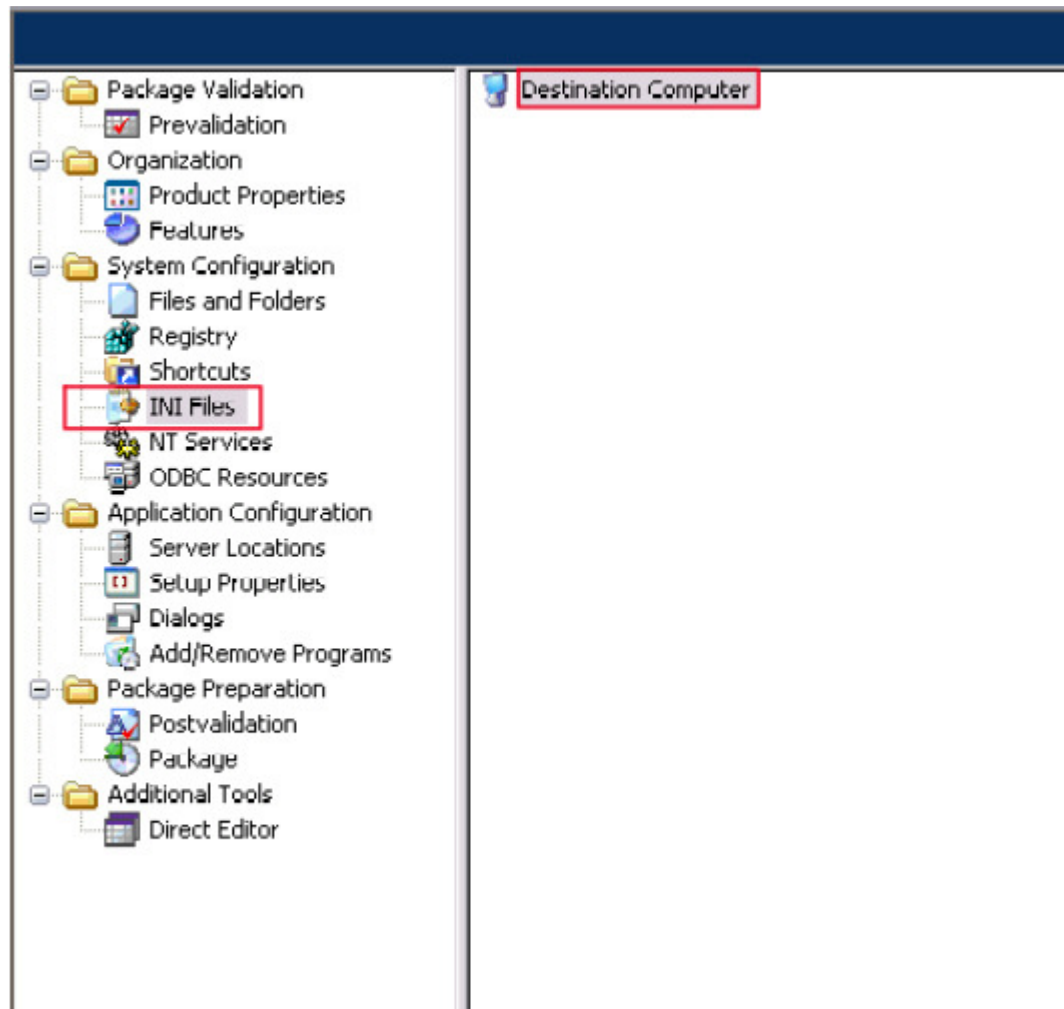 Package Validation
Prevalidation
Organization
Product Properties
Features
System Configuration
Files and Folders
Registry
Shortcuts
INI Files
NT Services
ODBC Resources
Application Configuration
Server Locations
Setup Properties
Dialogs
Add/Remove Programs
Package Preparation
Postvalidation
Package
Additional Tools
Direct Editor
Destination Computer